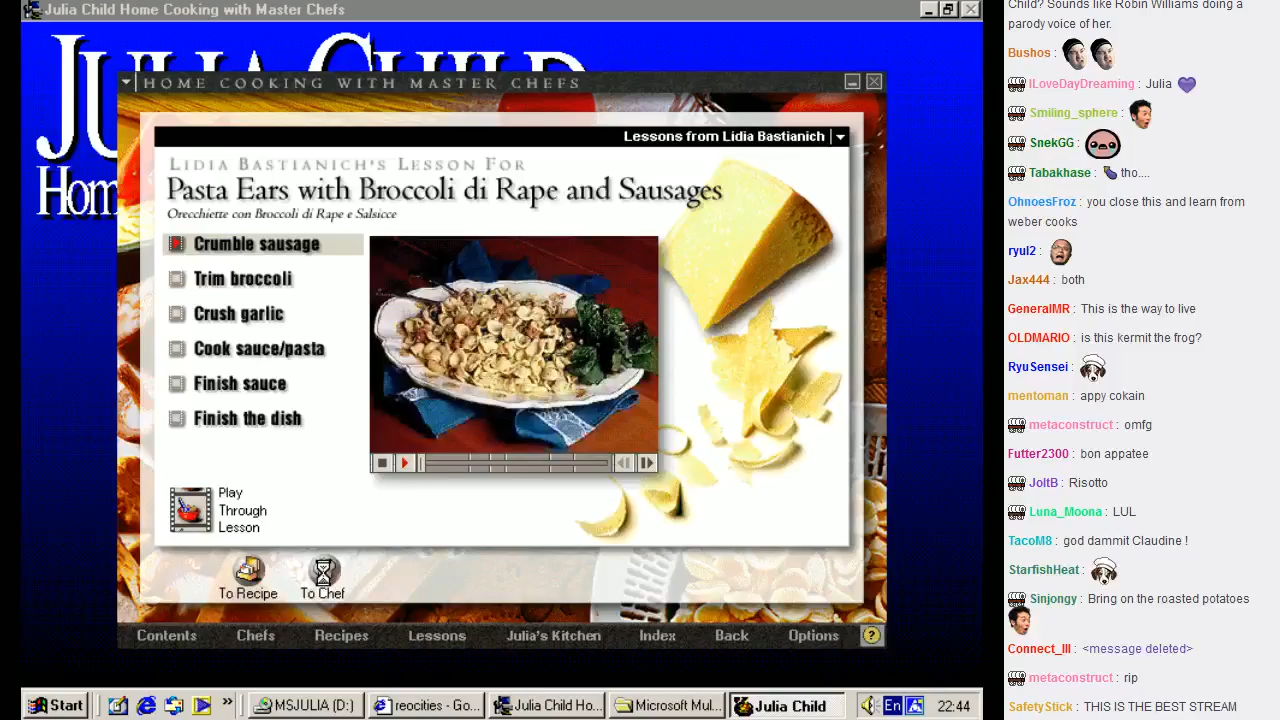 Julia Child Home Cooking with Master Chefs
HOME COOKING WITH MASTER CHEFS
Lessons from Lidia Bastianich
LIDIA BASTIANICH'S LESSON FOR
Pasta Ears with Broccoli di Rape and Sausages
Orecchiette con Broccoli di Rape e Salsicce
Crumble sausage
Trim broccoli
Crush garlic
Cook sauce/pasta
Finish sauce
Finish the dish
Play
Through
Lesson
To Recipe
To Chef
Contents
Chefs
Recipes
Lessons
Julia's Kitchen
Index
Back
Options
?
Start
»
MSJULIA (D:)
reocities - Go...
Julia Child Ho...
Microsoft Mul...
Julia Child
En
22:44
Child? Sounds like Robin Williams doing a
parody voice of her.
Bushos :
ILoveDayDreaming : Julia
Smiling_sphere :
SnekGG :
Tabakhase : tho....
OhnoesFroz : you close this and learn from
weber cooks
ryul2 :
Jax444 : both
GeneralMR : This is the way to live
OLDMARIO : is this kermit the frog?
RyuSensei :
mentoman : appy cokain
metaconstruct : omfg
Futter2300 : bon appatee
JoltB : Risotto
Luna_Moona : LUL
TacoM8 : god dammit Claudine !
StarfishHeat :
Sinjongy : Bring on the roasted potatoes
Connect_III : <message deleted>
metaconstruct : rip
SafetyStick : THIS IS THE BEST STREAM